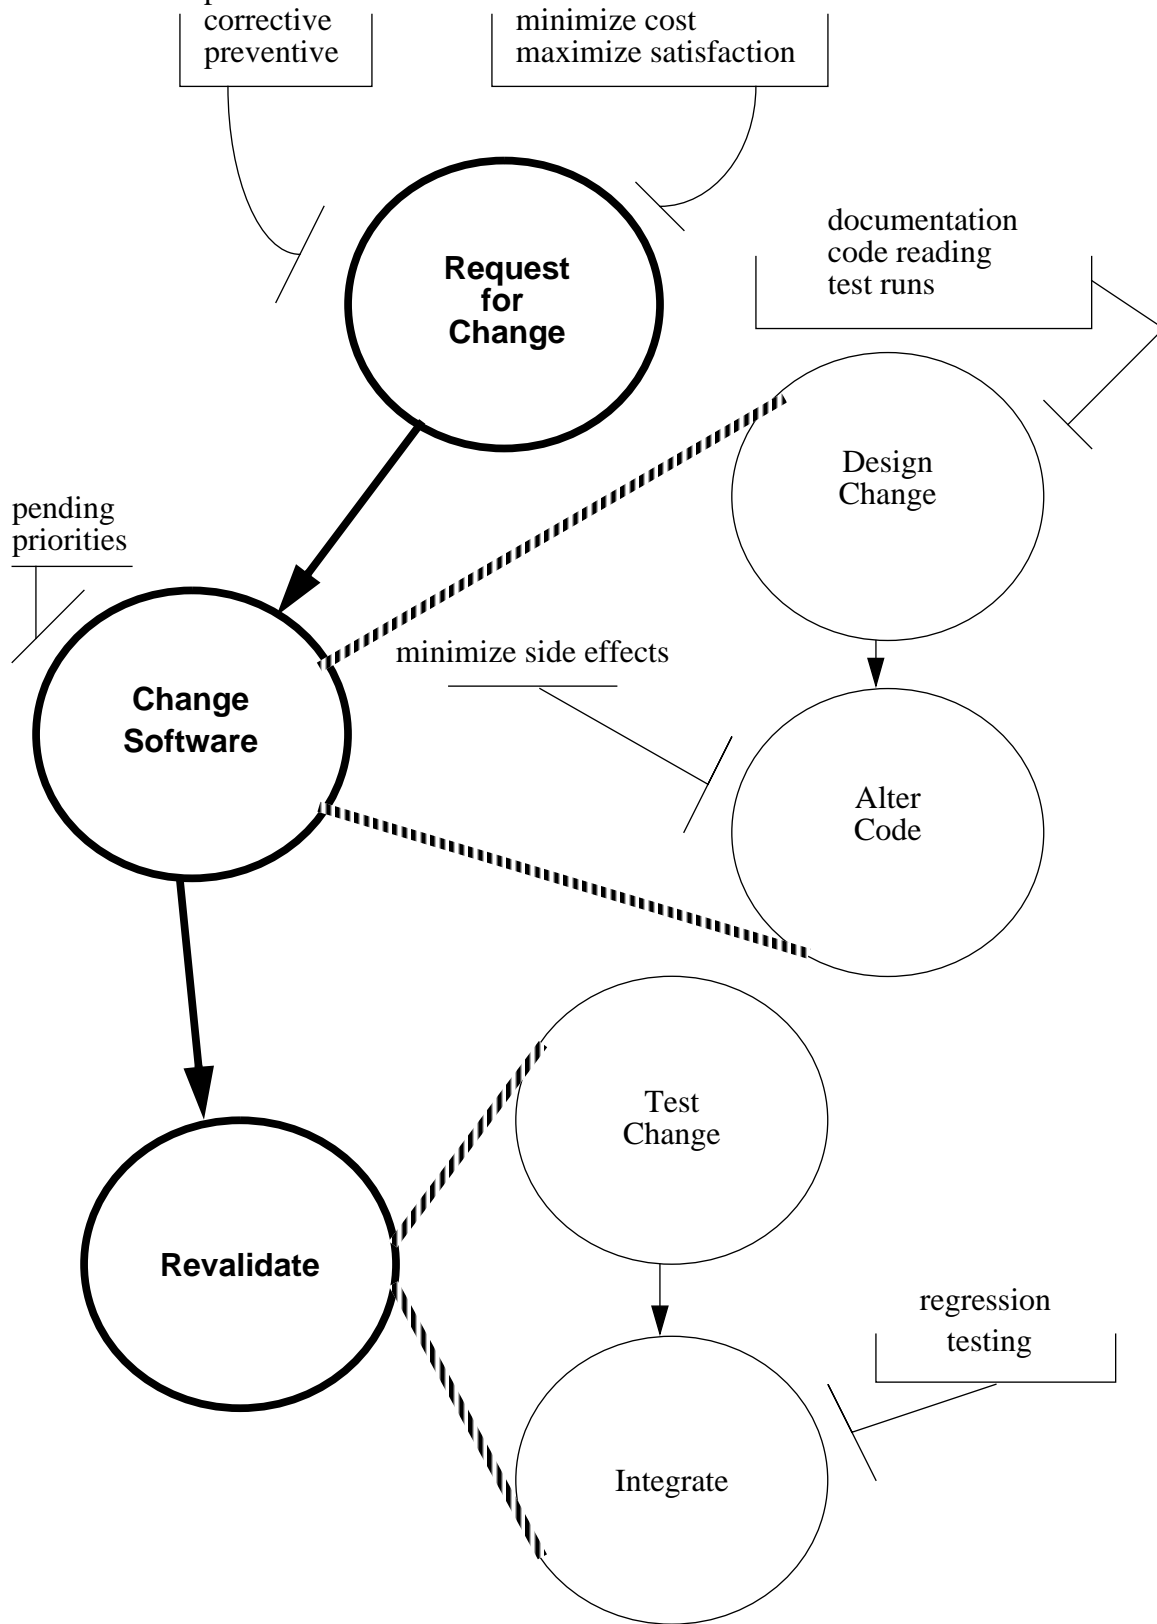 corrective
preventive
minimize cost
maximize satisfaction
documentation
code reading
test runs
Request
for
Change
Design
Change
pending
priorities
minimize side effects
Change
Software
Alter
Code
Test
Change
Revalidate
regression
testing
Integrate